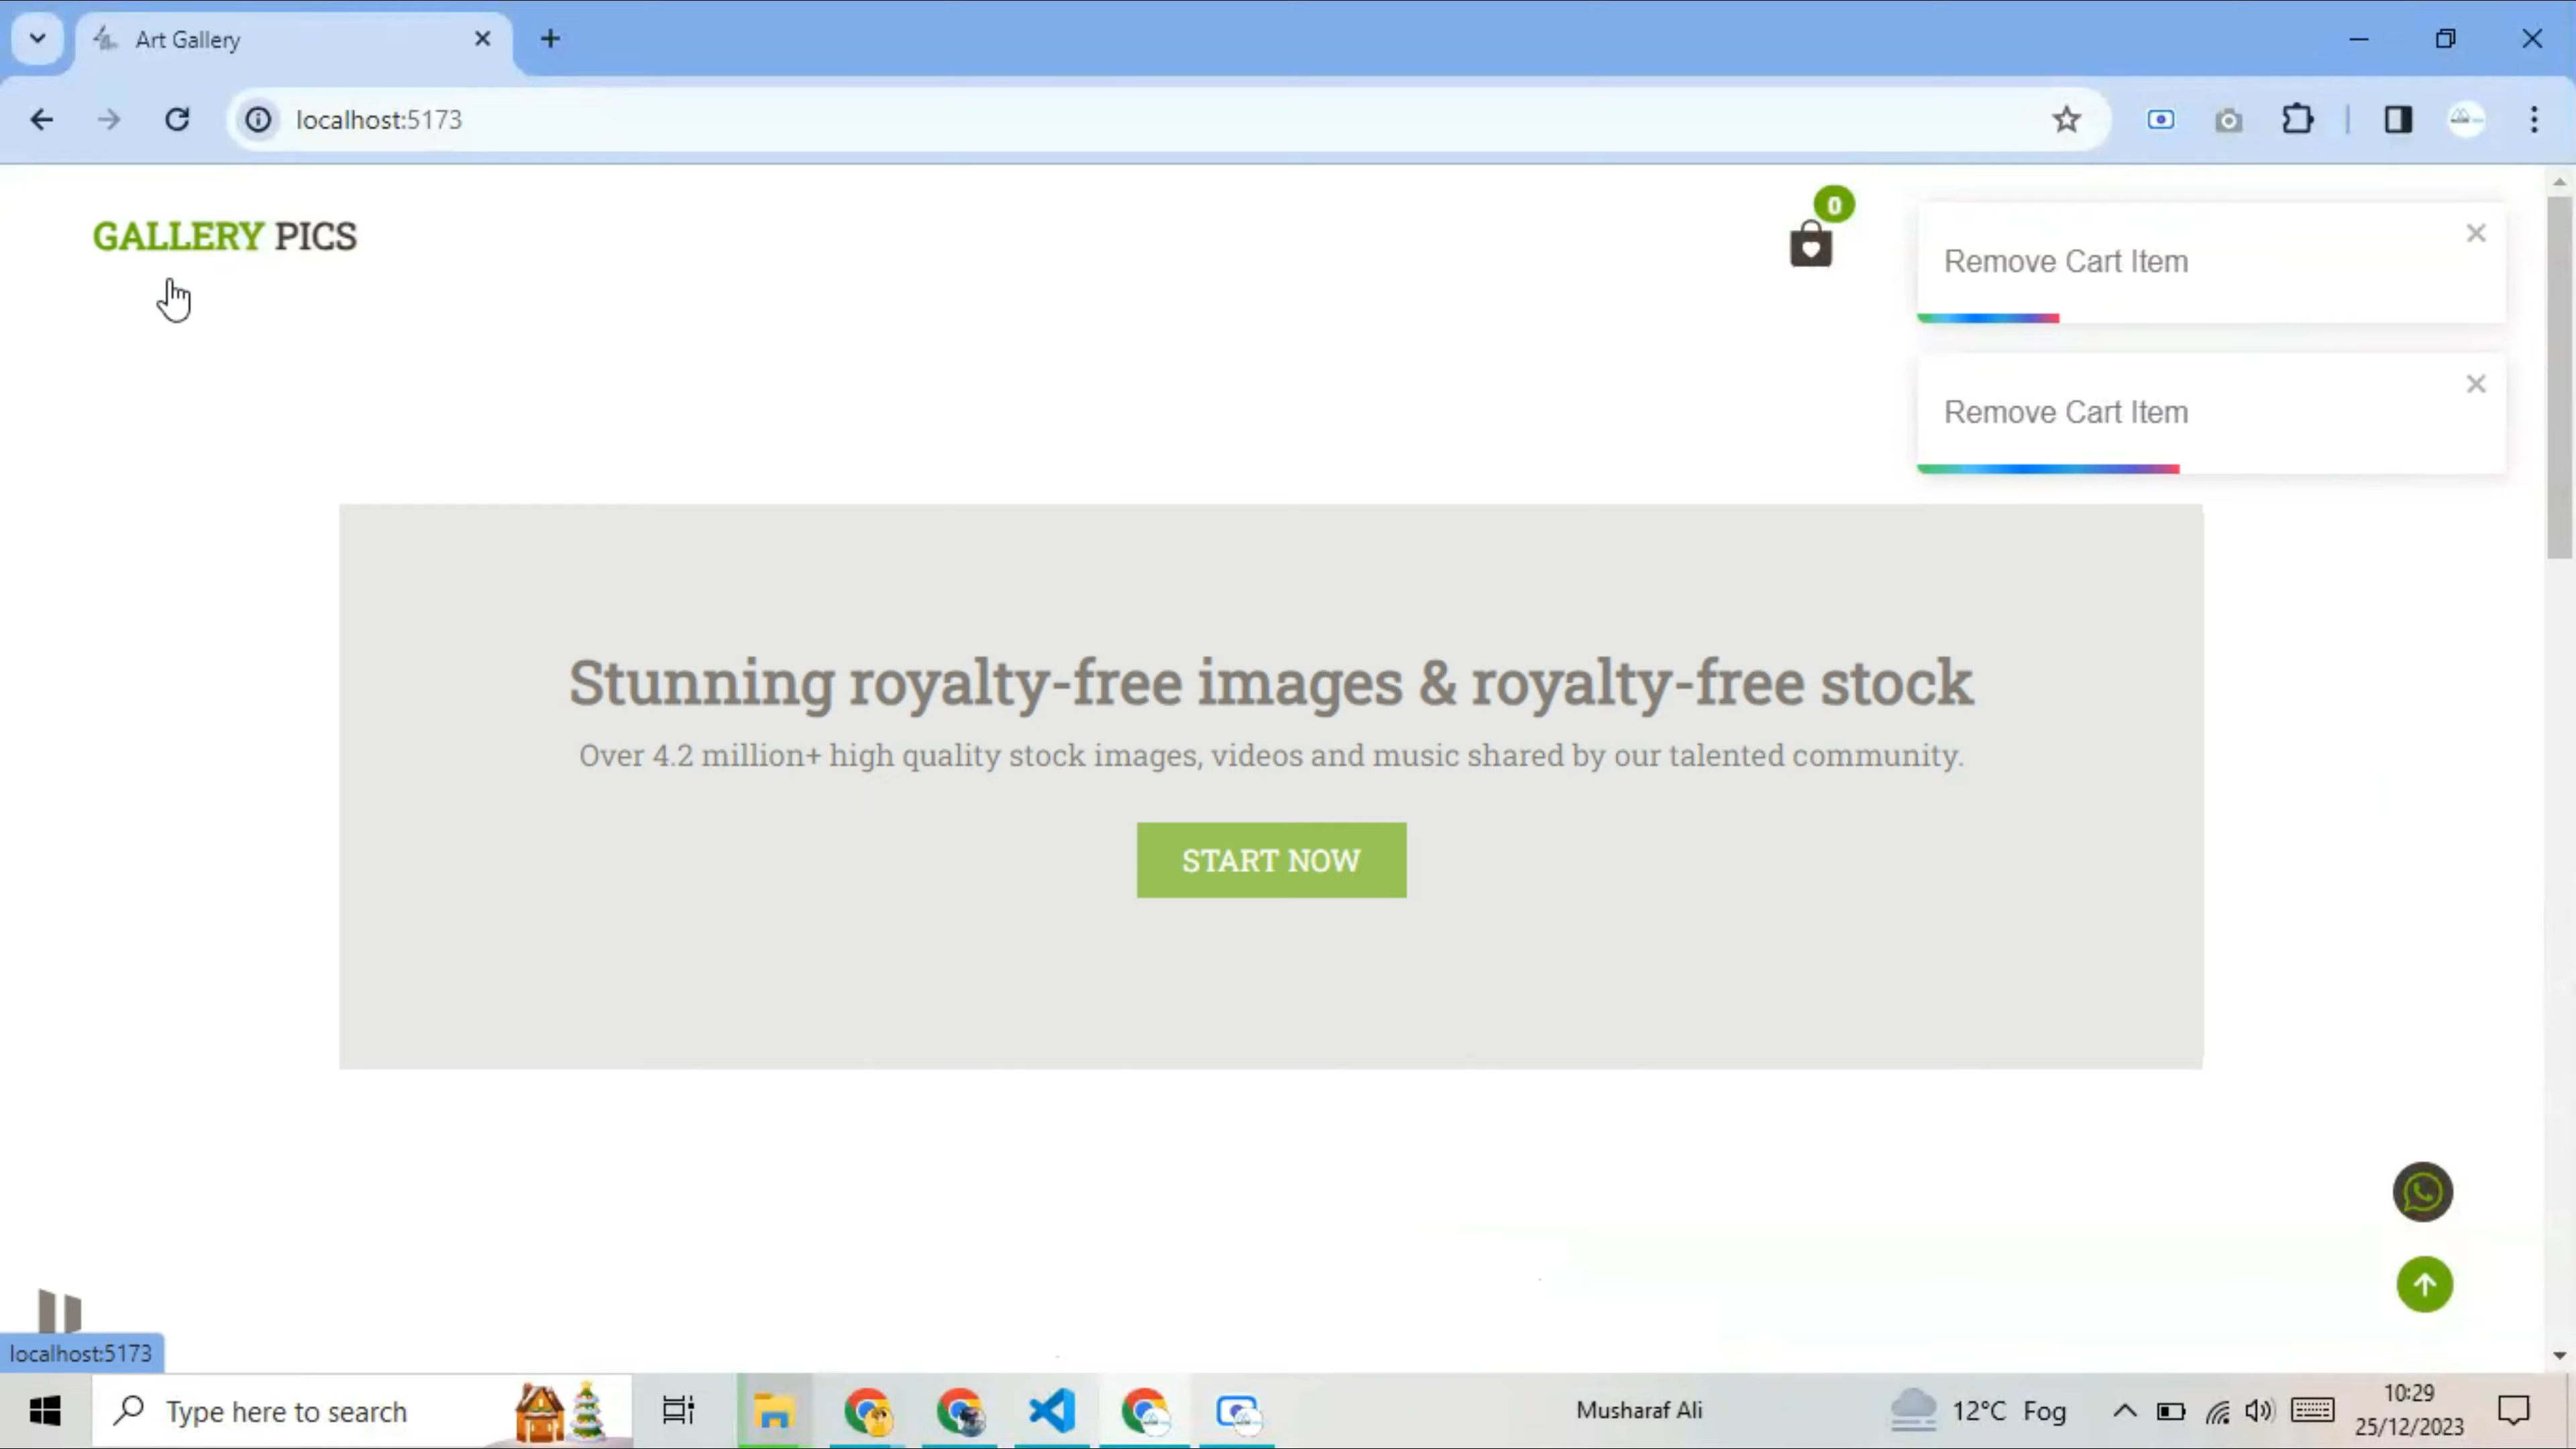 Art Gallery
localhost:5173
GALLERY PICS
0
Remove Cart Item
Remove Cart Item
Stunning royalty-free images & royalty-free stock
Over 4.2 million+ high quality stock images, videos and music shared by our talented community.
START NOW
localhost:5173
Type here to search
Musharaf Ali
12°C Fog
10:29
25/12/2023